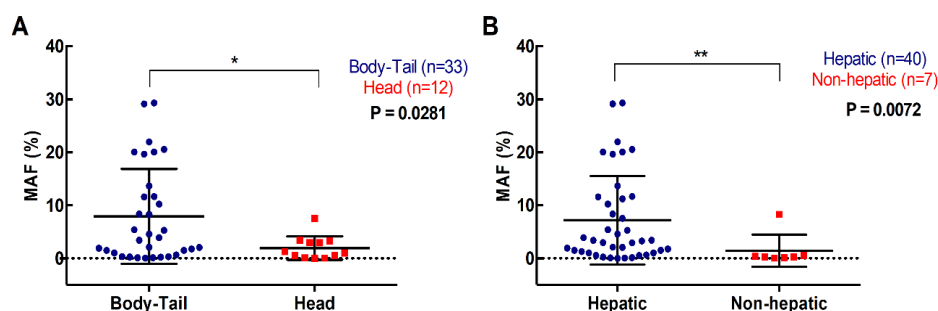 A
MAF (%)
40
30
20
10
0
*
Body-Tail (n=33)
Head (n=12)
P = 0.0281
Body-Tail
Head
B
MAF (%)
40
30
20
10
0
**
Hepatic (n=40)
Non-hepatic (n=7)
P = 0.0072
Hepatic
Non-hepatic